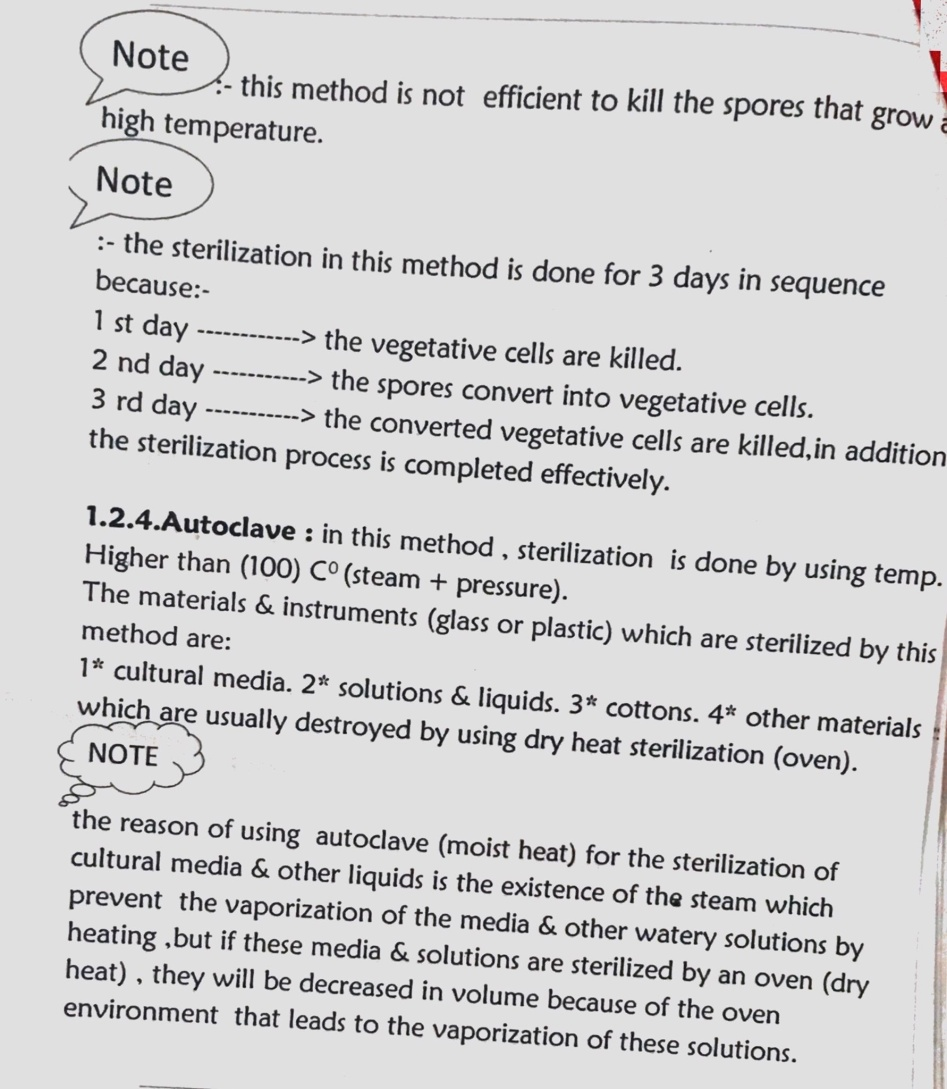 Note
:- this method is not efficient to kill the spores that grow
high temperature.
Note
:- the sterilization in this method is done for 3 days in sequence
because:-
1 st day ------------> the vegetative cells are killed.
2 nd day -----------> the spores convert into vegetative cells.
3 rd day -----------> the converted vegetative cells are killed,in addition
the sterilization process is completed effectively.
1.2.4.Autoclave : in this method , sterilization is done by using temp.
Higher than (100) Cº (steam + pressure).
The materials & instruments (glass or plastic) which are sterilized by this
method are:
1* cultural media. 2* solutions & liquids. 3* cottons. 4* other materials
which are usually destroyed by using dry heat sterilization (oven).
NOTE
the reason of using autoclave (moist heat) for the sterilization of
cultural media & other liquids is the existence of the steam which
prevent the vaporization of the media & other watery solutions by
heating ,but if these media & solutions are sterilized by an oven (dry
heat) , they will be decreased in volume because of the oven
environment that leads to the vaporization of these solutions.